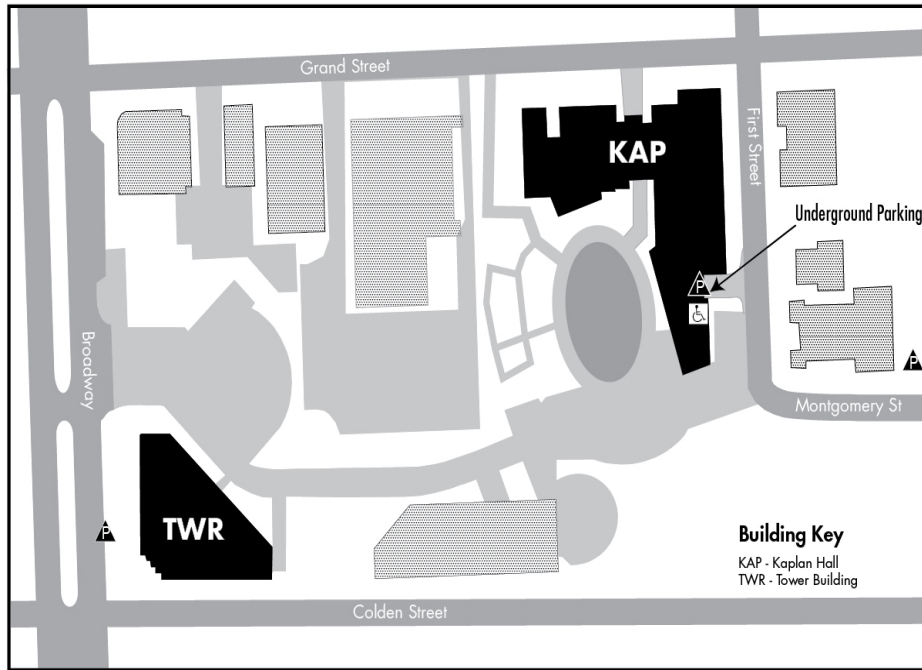 Grand Street
KAP
First Street
Underground Parking
P
Broadway
P
Montgomery St
TWR
P
Building Key
KAP - Kaplan Hall
TWR - Tower Building
Colden Street